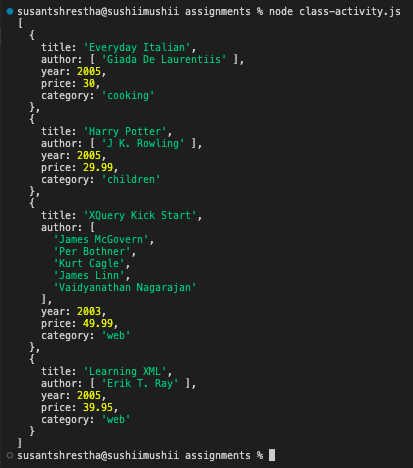 susantshrestha@sushiimushii assignments % node class-activity.js
[
  {
    title: 'Everyday Italian',
    author: [ 'Giada De Laurentiis' ],
    year: 2005,
    price: 30,
    category: 'cooking'
  },
  {
    title: 'Harry Potter',
    author: [ 'J K. Rowling' ],
    year: 2005,
    price: 29.99,
    category: 'children'
  },
  {
    title: 'XQuery Kick Start',
    author: [
      'James McGovern',
      'Per Bothner',
      'Kurt Cagle',
      'James Linn',
      'Vaidyanathan Nagarajan'
    ],
    year: 2003,
    price: 49.99,
    category: 'web'
  },
  {
    title: 'Learning XML',
    author: [ 'Erik T. Ray' ],
    year: 2005,
    price: 39.95,
    category: 'web'
  }
]
susantshrestha@sushiimushii assignments %